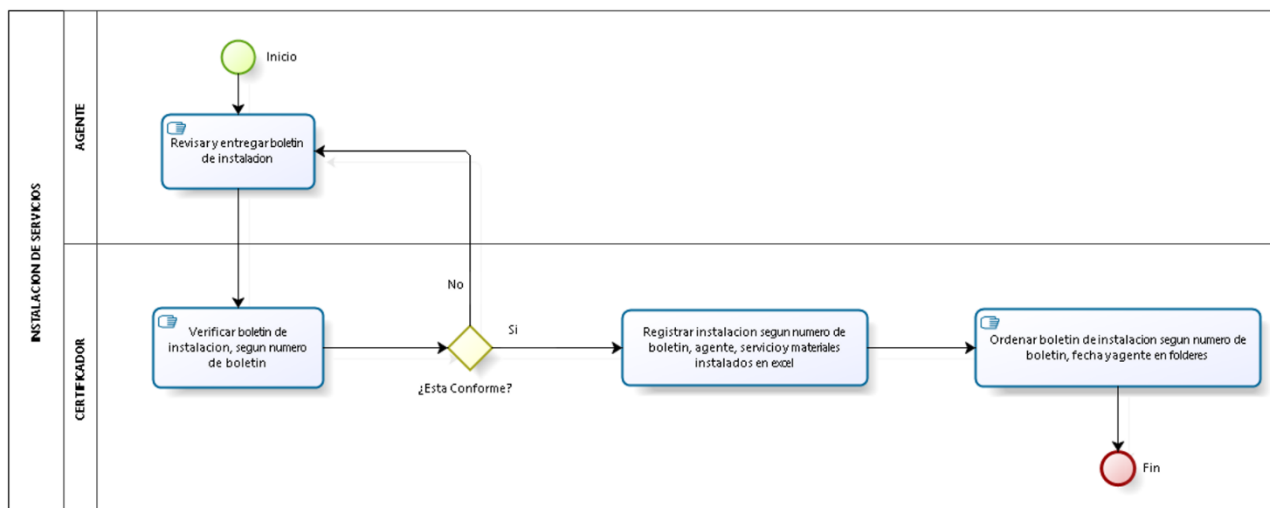 INSTALACION DE SERVICIOS
AGENTE
Inicio
Revisar y entregar boletin
de instalacion
CERTIFICADOR
Verificar boletin de
instalacion, segun numero
de boletin
No
¿Esta Conforme?
Si
Registrar instalacion segun numero de
boletin, agente, servicio y materiales
instalados en excel
Ordenar boletin de instalacion segun numero de
boletin, fecha y agente en folderes
Fin